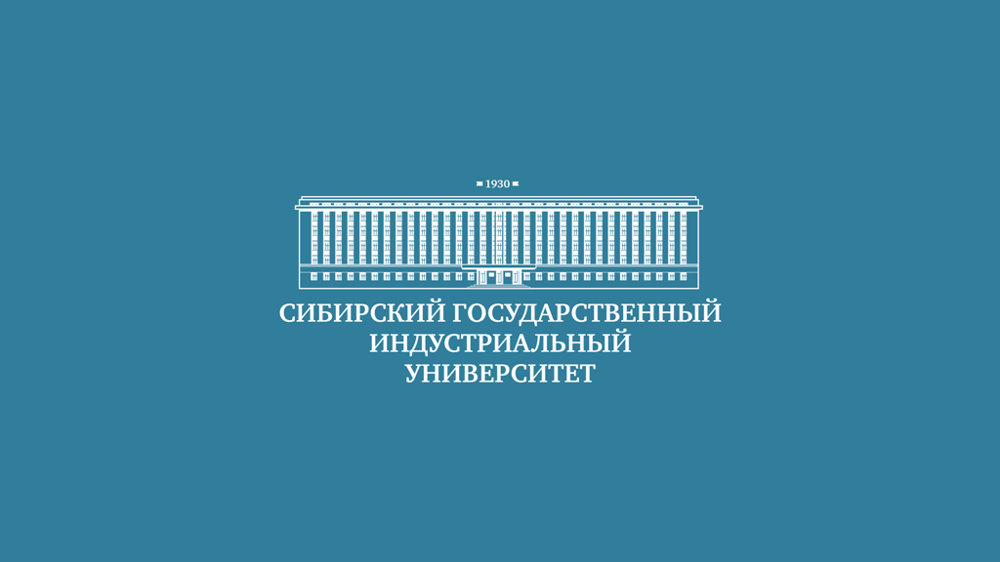 1930
СИБИРСКИЙ ГОСУДАРСТВЕННЫЙ
ИНДУСТРИАЛЬНЫЙ
УНИВЕРСИТЕТ